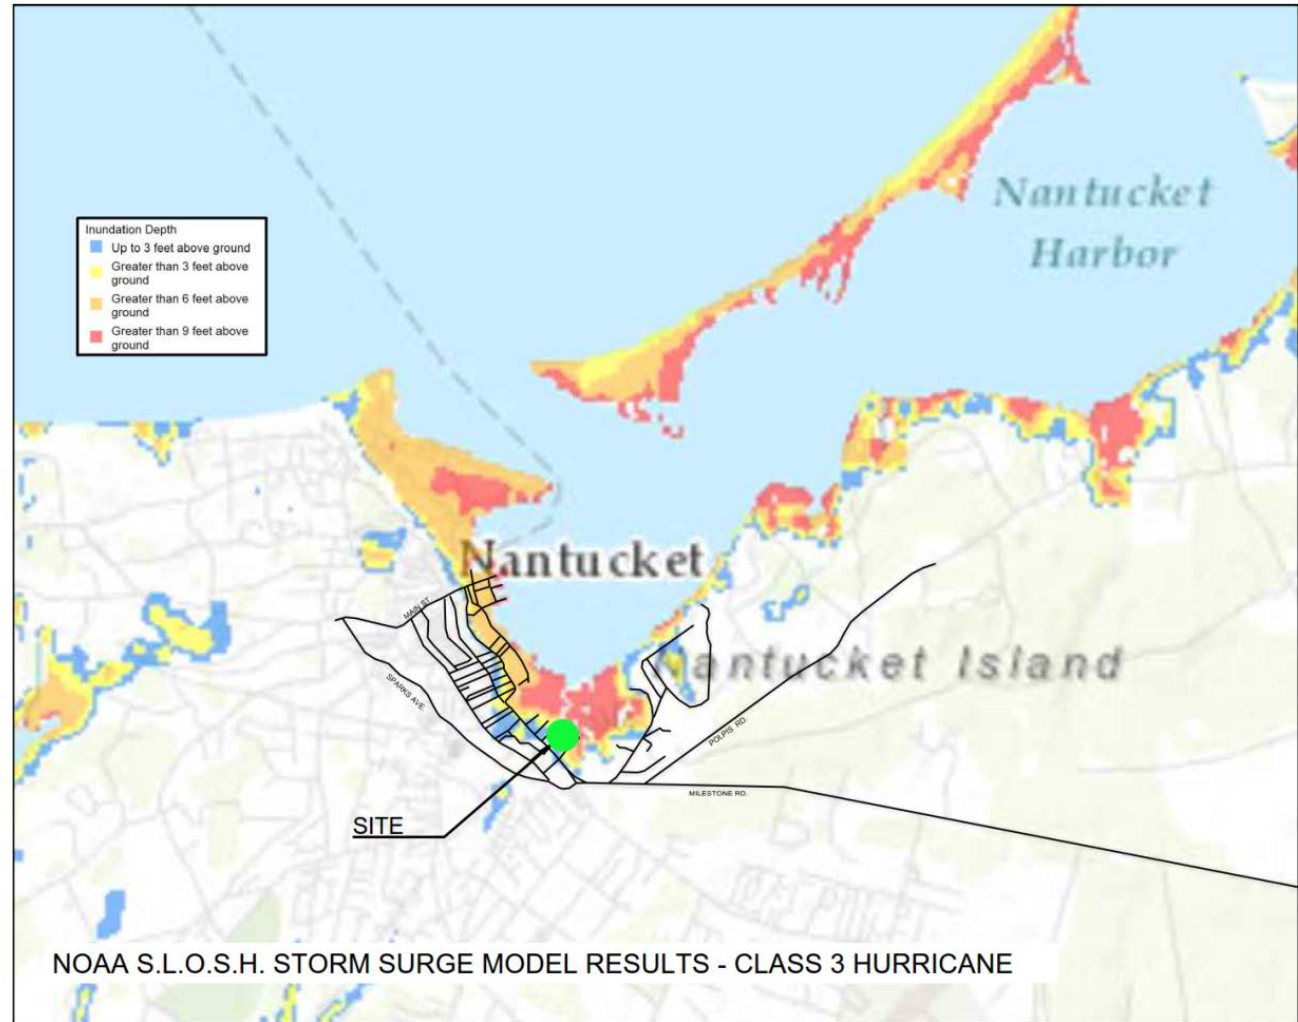 Nantucket
Harbor
Inundation Depth
Up to 3 feet above ground
Greater than 3 feet above
ground
Greater than 6 feet above
ground
Greater than 9 feet above
ground
Nantucket
MAIN ST.
Nantucket Island
SPARKS AVE.
POLPIS RD.
MILESTONE RD.
SITE
NOAA S.L.O.S.H. STORM SURGE MODEL RESULTS - CLASS 3 HURRICANE